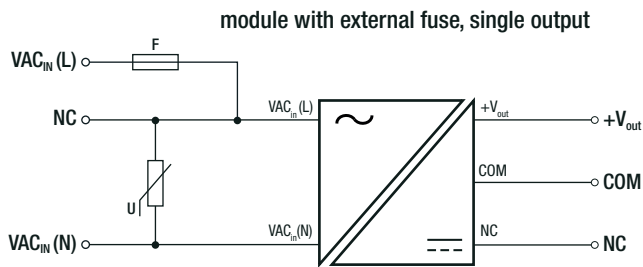 module with external fuse, single output
F
VAC_IN (L)
NC
VAC_in(L)
+V_out
+V_out
COM
COM
U
VAC_IN (N)
VAC_in(N)
NC
NC